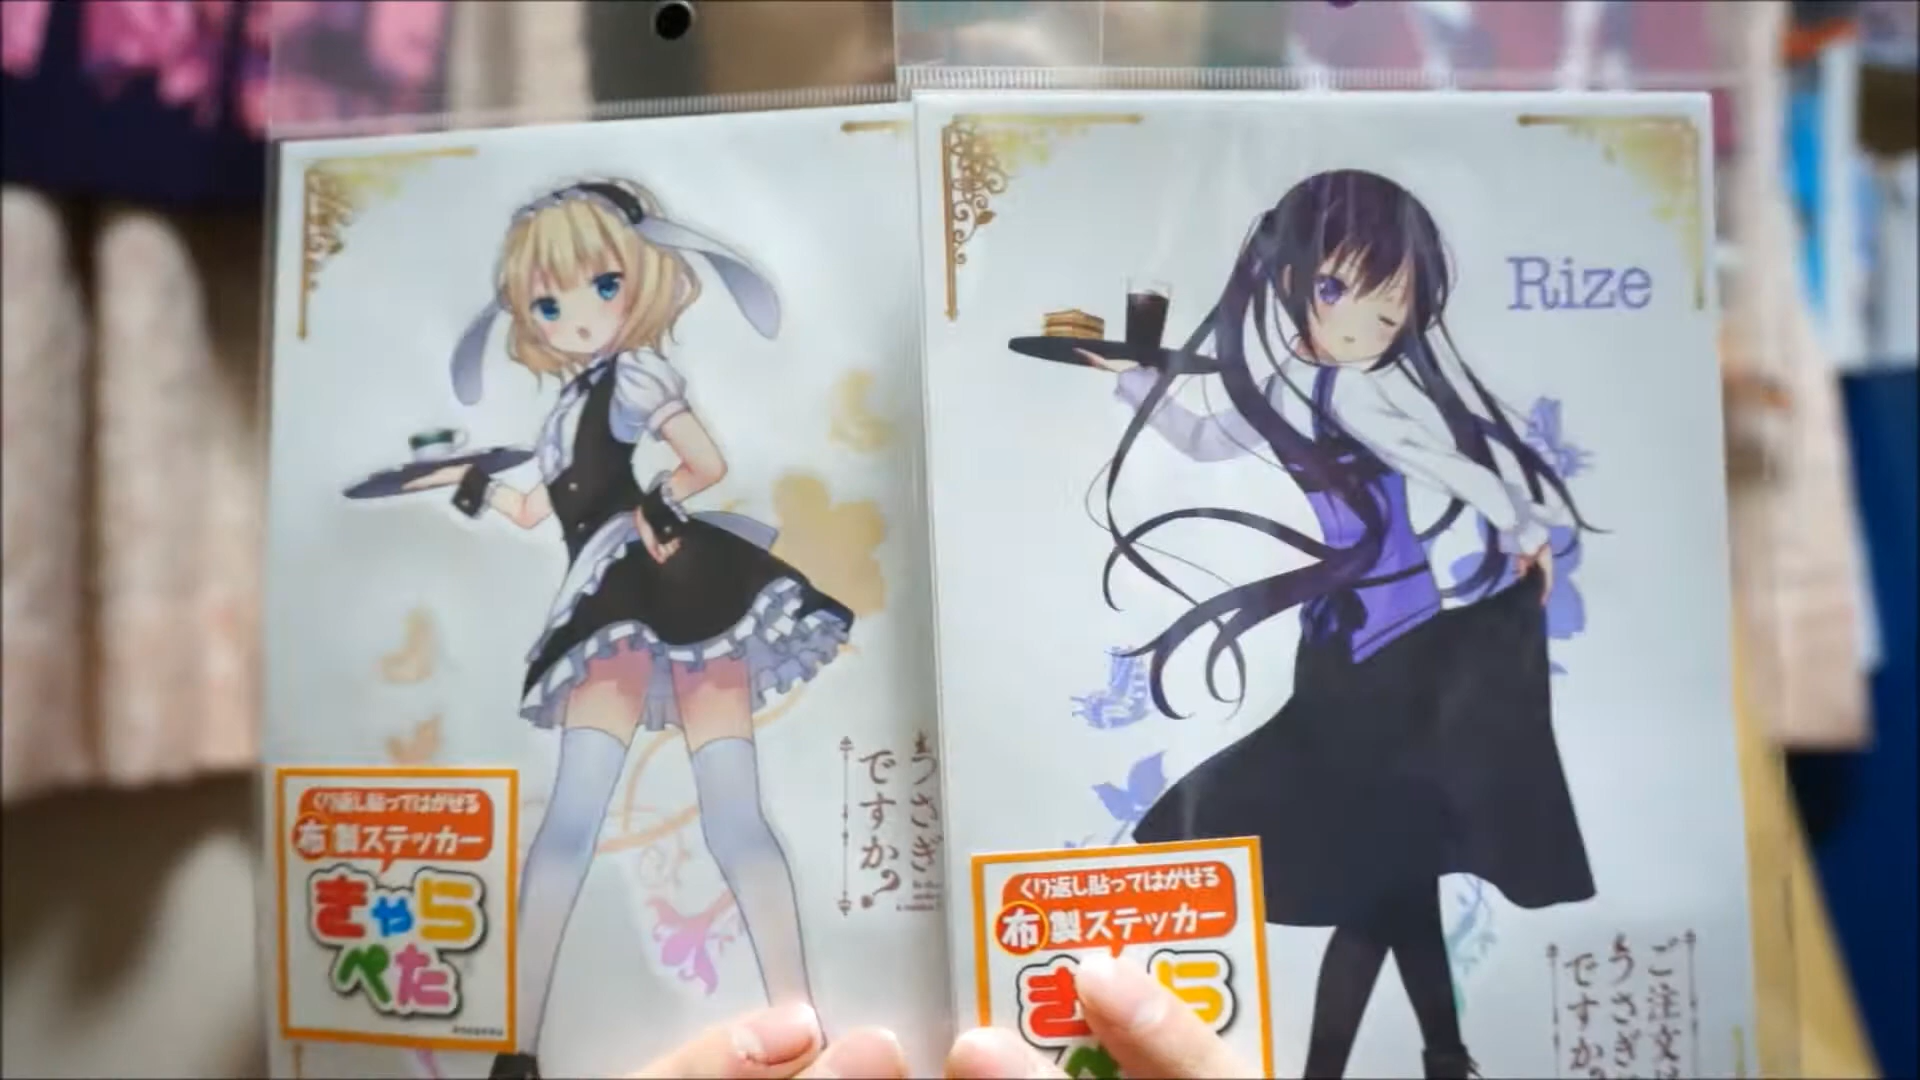 うさぎ
ですか?
くり返し貼ってはがせる
布製ステッカー
きゃら
ぺた
Rize
くり返し貼ってはがせる
布製ステッカー
ご注文は
うさぎ
ですか?